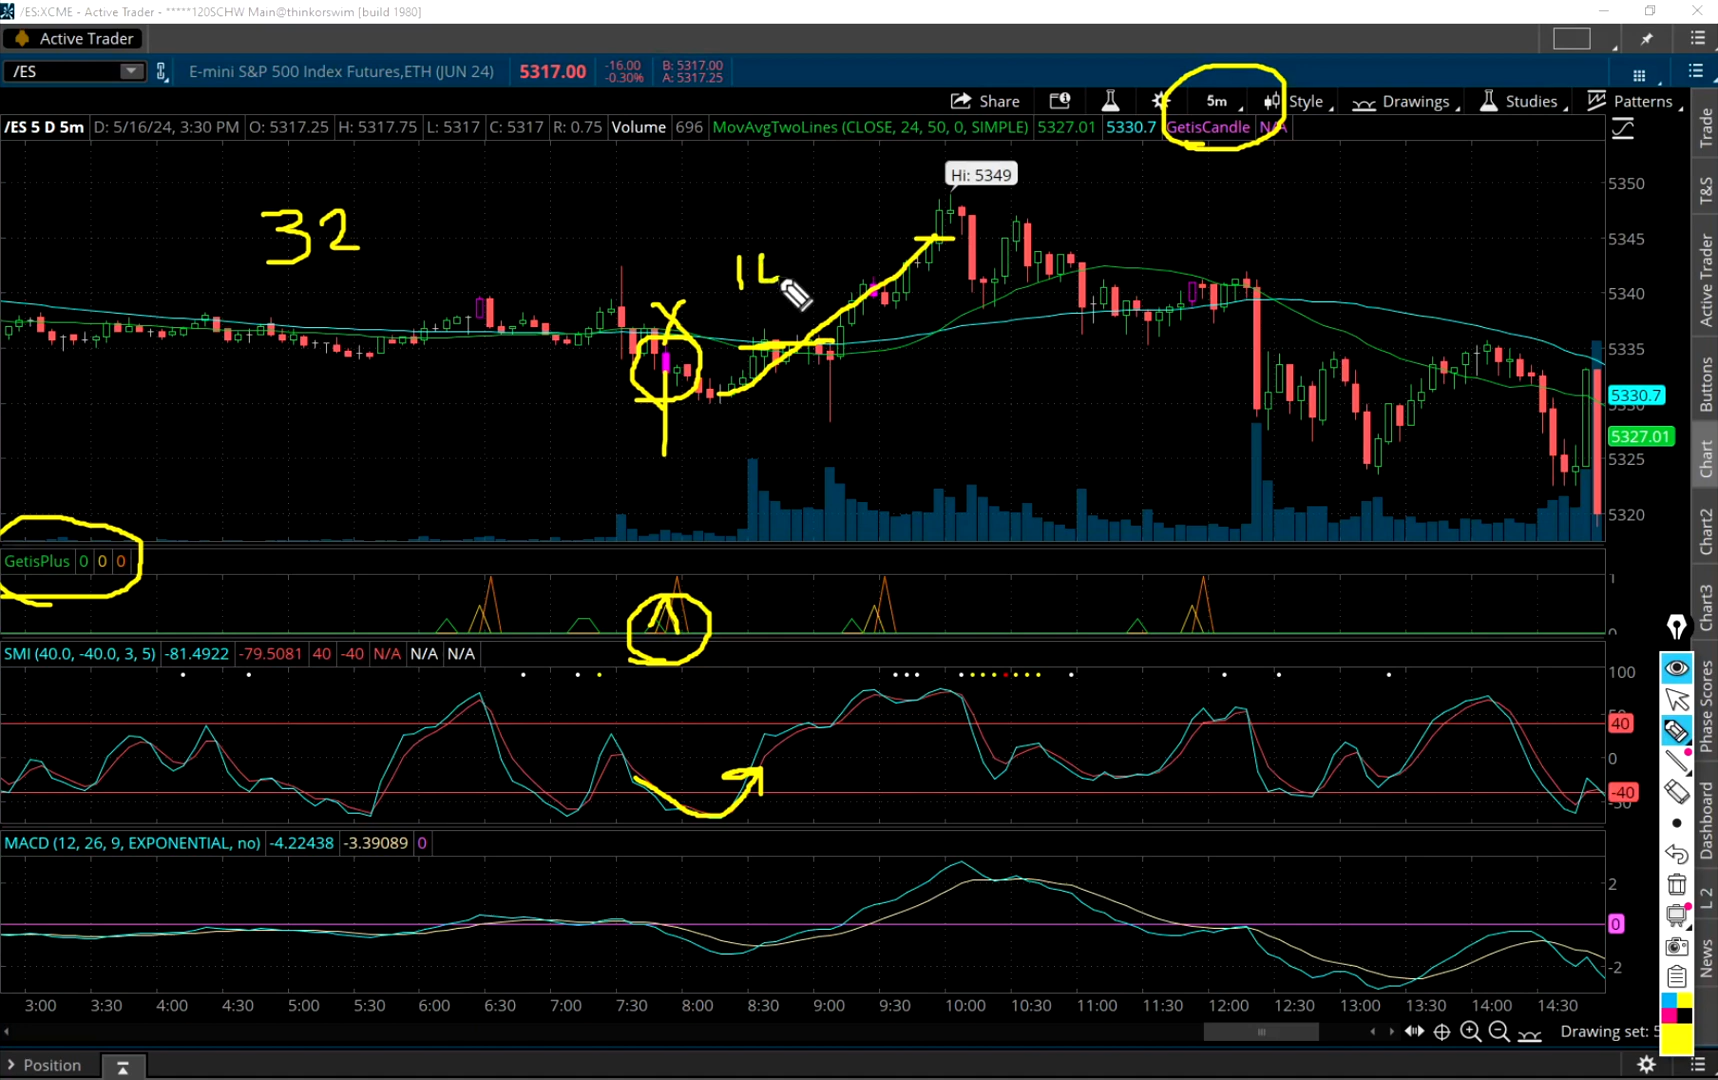 /ES:XCME - Active Trader - *****120SCHW Main@thinkorswim [build 1980]
Active Trader
/ES
E-mini S&P 500 Index Futures,ETH (JUN 24)
5317.00
-16.00
-0.30%
B: 5317.00
A: 5317.25
Share
5m
Style
Drawings
Studies
Patterns
/ES 5 D 5m D: 5/16/24, 3:30 PM O: 5317.25 H: 5317.75 L: 5317 C: 5317 R: 0.75 Volume 696 MovAvgTwoLines (CLOSE, 24, 50, 0, SIMPLE) 5327.01 5330.7 GetisCandle N/A
Hi: 5349
32
X
5350
5345
5340
5335
5330.7
5330
5327.01
5325
5320
GetisPlus 0 0 0
1
0
SMI (40.0, -40.0, 3, 5) -81.4922 -79.5081 40 -40 N/A N/A N/A
100
40
0
-40
MACD (12, 26, 9, EXPONENTIAL, no) -4.22438 -3.39089 0
2
0
-2
3:00 3:30 4:00 4:30 5:00 5:30 6:00 6:30 7:00 7:30 8:00 8:30 9:00 9:30 10:00 10:30 11:00 11:30 12:00 12:30 13:00 13:30 14:00 14:30
Drawing set: 5
Position
Trade
T&S
Active Trader
Buttons
Chart
Chart2
Chart3
Phase Scores
Dashboard
L 2
News